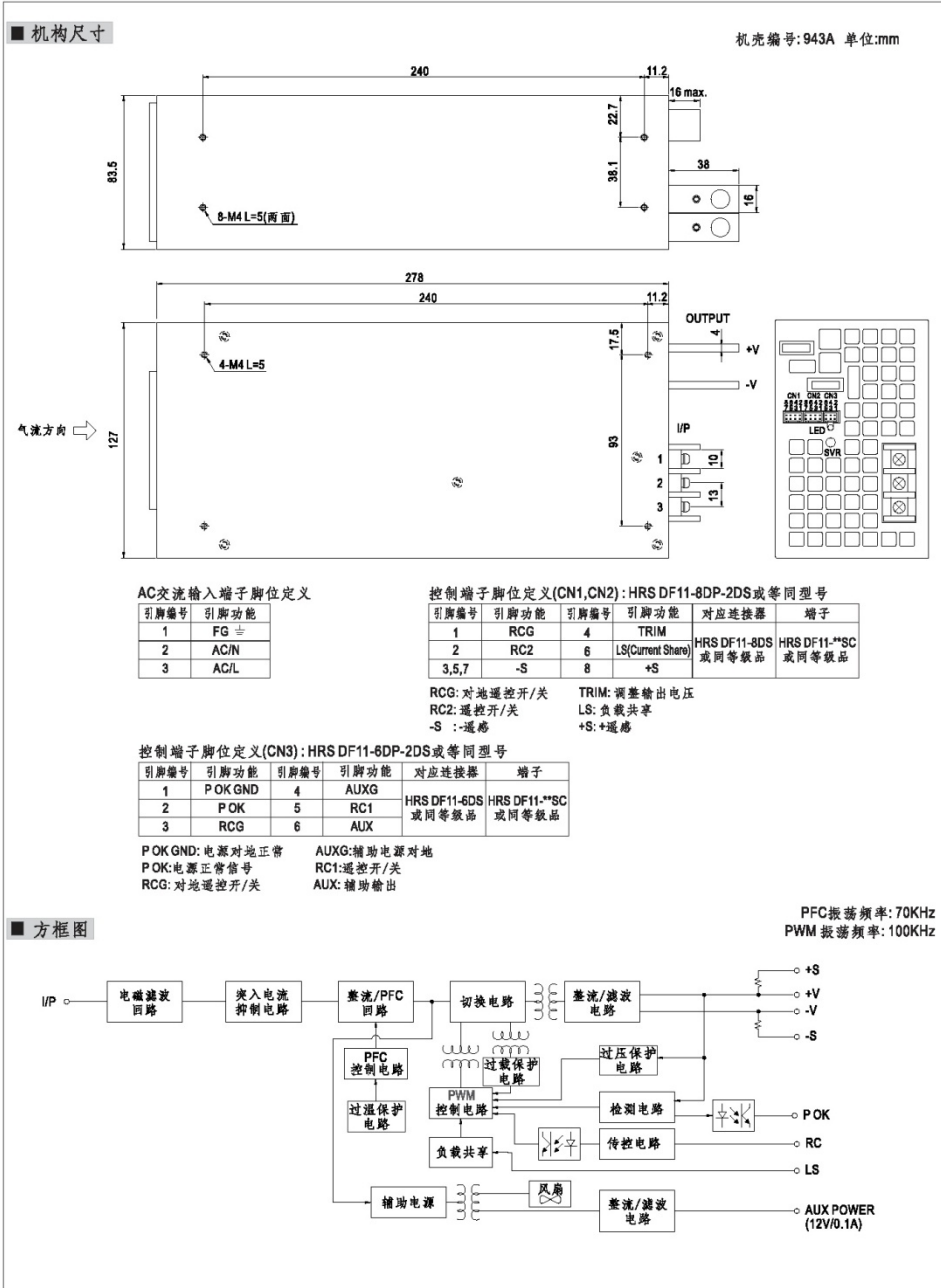 ■ 机构尺寸
机壳编号:943A 单位:mm
240
11.2
16 max.
22.7
83.5
38.1
38
16
8-M4 L=5(两面)
278
240
11.2
OUTPUT
17.5
4
+V
4-M4 L=5
-V
CN1 CN2 CN3
气流方向
127
93
I/P
LED
SVR
1
10
2
13
3
AC交流输入端子脚位定义
引脚编号 引脚功能
1 FG
2 AC/N
3 AC/L
控制端子脚位定义(CN1,CN2):HRS DF11-8DP-2DS或等同型号
引脚编号 引脚功能 引脚编号 引脚功能 对应连接器 端子
1 RCG 4 TRIM HRS DF11-8DS或同等级品 HRS DF11-**SC或同等级品
2 RC2 6 LS(Current Share)
3,5,7 -S 8 +S
RCG: 对地遥控开/关 TRIM: 调整输出电压
RC2: 遥控开/关 LS: 负载共享
-S :-遥感 +S: +遥感
控制端子脚位定义(CN3):HRS DF11-6DP-2DS或等同型号
引脚编号 引脚功能 引脚编号 引脚功能 对应连接器 端子
1 P OK GND 4 AUXG HRS DF11-6DS或同等级品 HRS DF11-**SC或同等级品
2 P OK 5 RC1
3 RCG 6 AUX
P OK GND: 电源对地正常 AUXG:辅助电源对地
P OK:电源正常信号 RC1:遥控开/关
RCG: 对地遥控开/关 AUX: 辅助输出
■ 方框图
PFC振荡频率: 70KHz
PWM 振荡频率: 100KHz
I/P
电磁滤波
回路
突入电流
抑制电路
整流/PFC
回路
切换电路
整流/滤波
电路
+S
+V
-V
-S
PFC
控制电路
过载保护
电路
过压保护
电路
过温保护
电路
PWM
控制电路
检测电路
P OK
负载共享
传控电路
RC
LS
辅助电源
风扇
整流/滤波
电路
AUX POWER
(12V/0.1A)